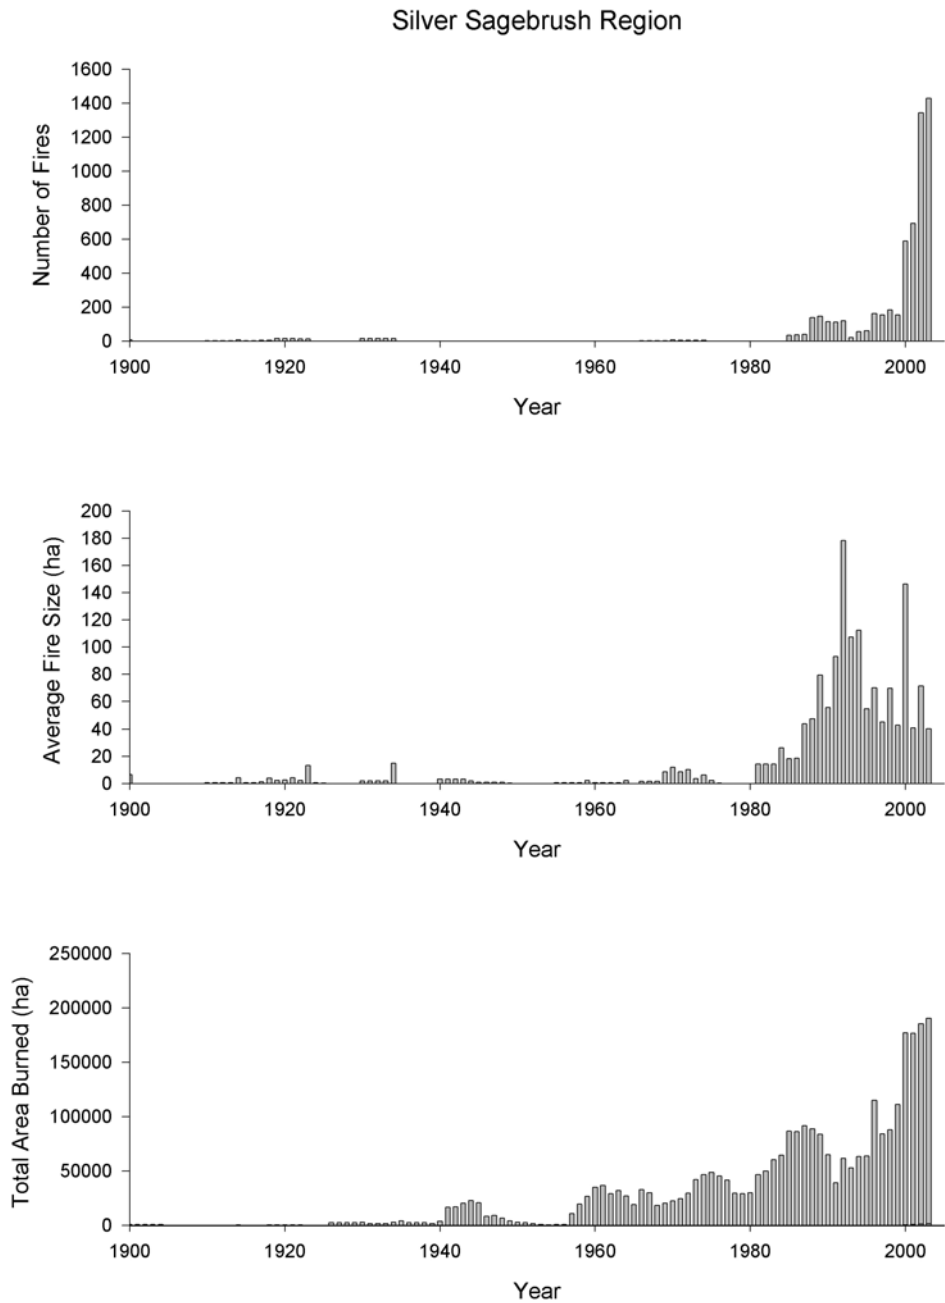 Silver Sagebrush Region
Number of Fires
1600
1400
1200
1000
800
600
400
200
0
1900 1920 1940 1960 1980 2000
Year
Average Fire Size (ha)
200
180
160
140
120
100
80
60
40
20
0
1900 1920 1940 1960 1980 2000
Year
Total Area Burned (ha)
250000
200000
150000
100000
50000
0
1900 1920 1940 1960 1980 2000
Year